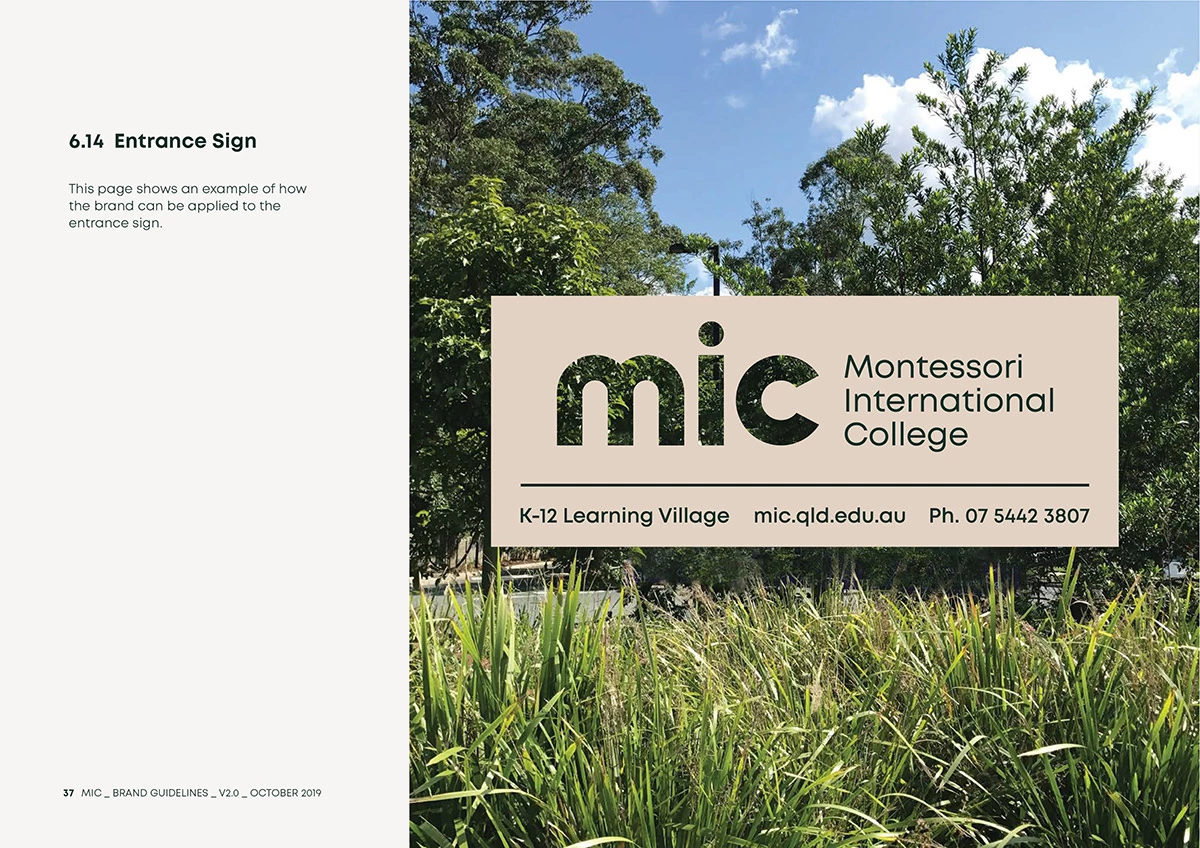 6.14 Entrance Sign
This page shows an example of how
the brand can be applied to the
entrance sign.
mic
Montessori
International
College
K-12 Learning Village mic.qld.edu.au Ph. 07 5442 3807
37 MIC _ BRAND GUIDELINES _ V2.0 _ OCTOBER 2019